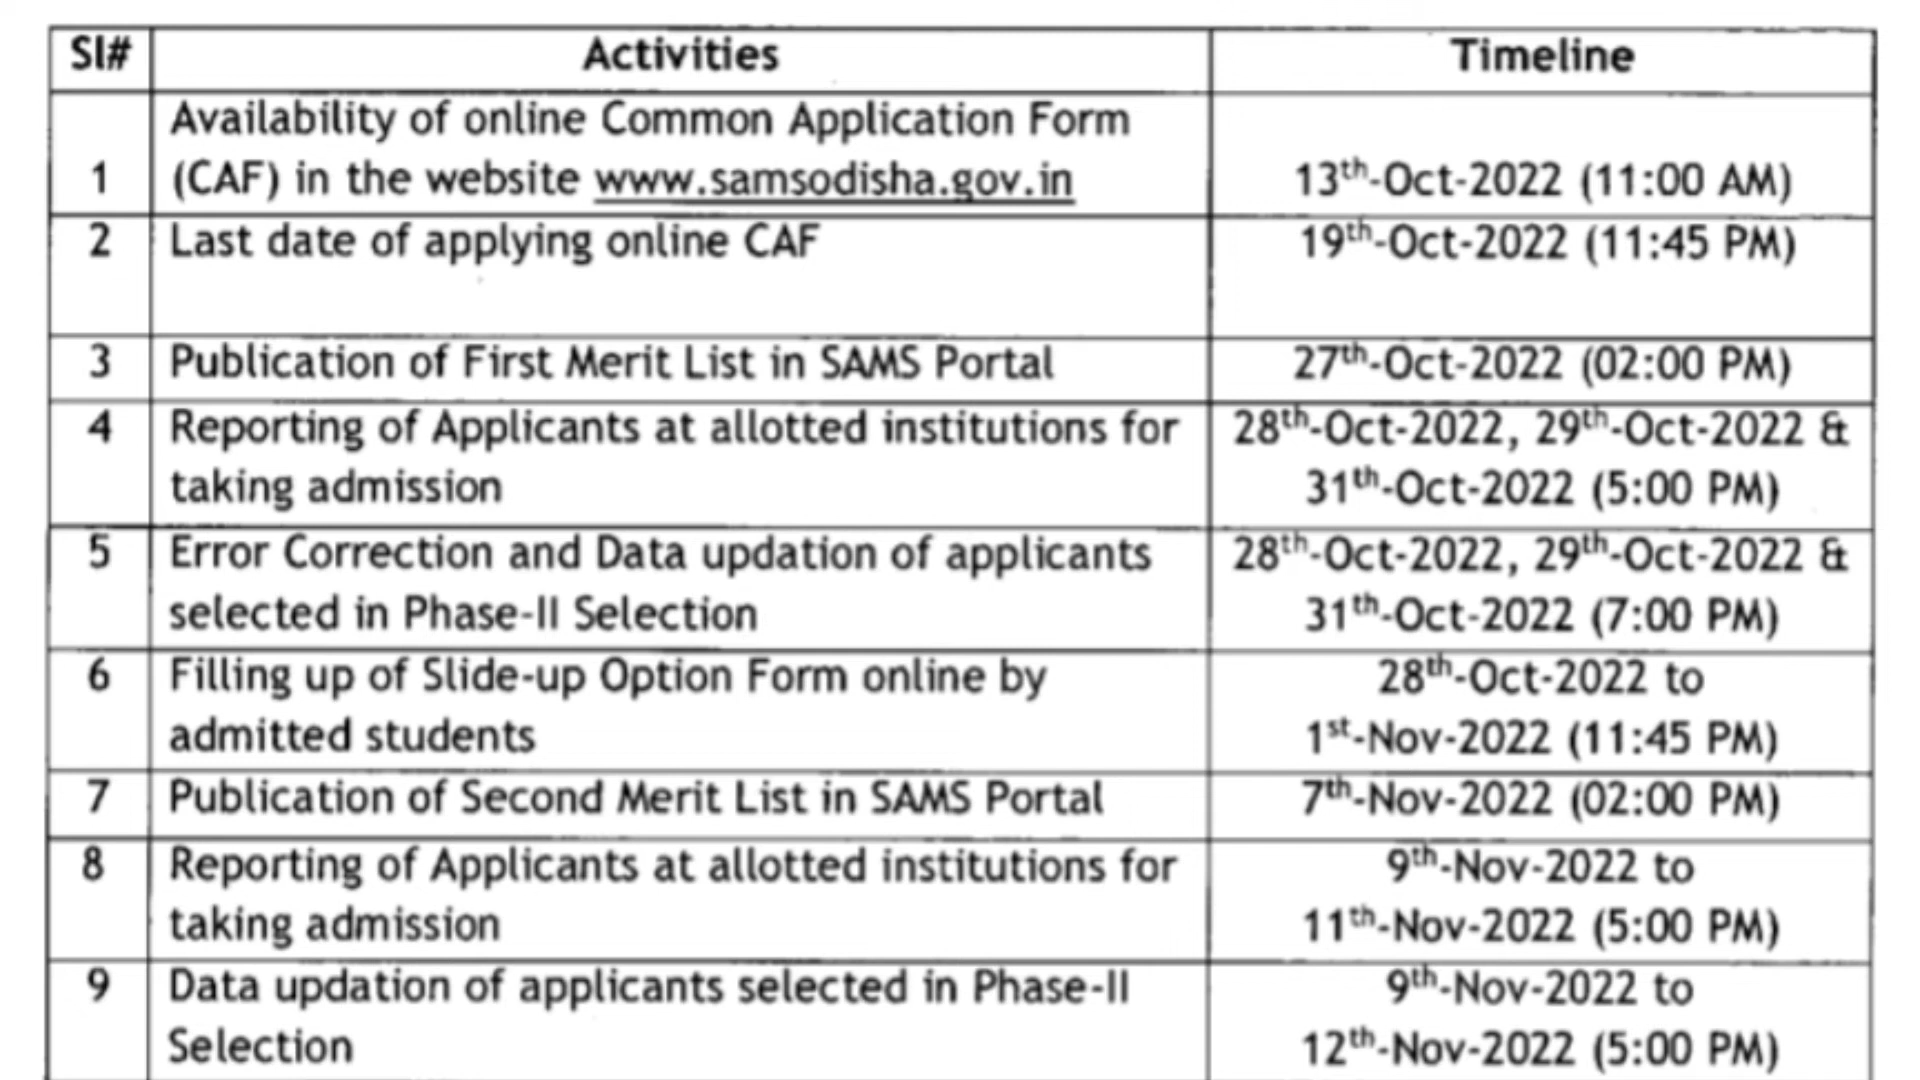 Sl# Activities Timeline
Availability of online Common Application Form
1 (CAF) in the website www.samsodisha.gov.in 13th-Oct-2022 (11:00 AM)
2 Last date of applying online CAF 19th-Oct-2022 (11:45 PM)
3 Publication of First Merit List in SAMS Portal 27th-Oct-2022 (02:00 PM)
4 Reporting of Applicants at allotted institutions for 28th-Oct-2022, 29th-Oct-2022 &
taking admission 31th-Oct-2022 (5:00 PM)
5 Error Correction and Data updation of applicants 28th-Oct-2022, 29th-Oct-2022 &
selected in Phase-II Selection 31th-Oct-2022 (7:00 PM)
6 Filling up of Slide-up Option Form online by 28th-Oct-2022 to
admitted students 1st-Nov-2022 (11:45 PM)
7 Publication of Second Merit List in SAMS Portal 7th-Nov-2022 (02:00 PM)
8 Reporting of Applicants at allotted institutions for 9th-Nov-2022 to
taking admission 11th-Nov-2022 (5:00 PM)
9 Data updation of applicants selected in Phase-II 9th-Nov-2022 to
Selection 12th-Nov-2022 (5:00 PM)